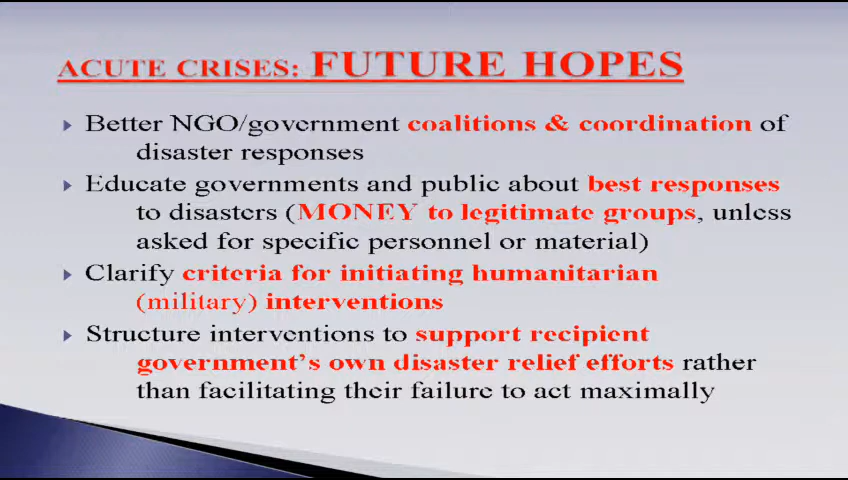 ACUTE CRISES: FUTURE HOPES
Better NGO/government coalitions & coordination of
disaster responses
Educate governments and public about best responses
to disasters (MONEY to legitimate groups, unless
asked for specific personnel or material)
Clarify criteria for initiating humanitarian
(military) interventions
Structure interventions to support recipient
government's own disaster relief efforts rather
than facilitating their failure to act maximally